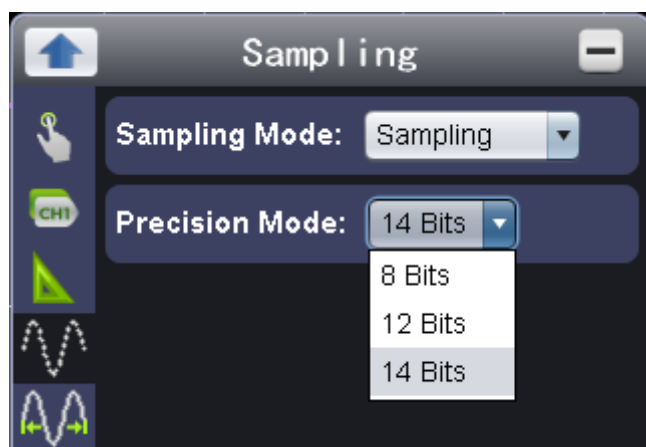 Sampling
Sampling Mode: Sampling
CH1
Precision Mode: 14 Bits
8 Bits
12 Bits
14 Bits